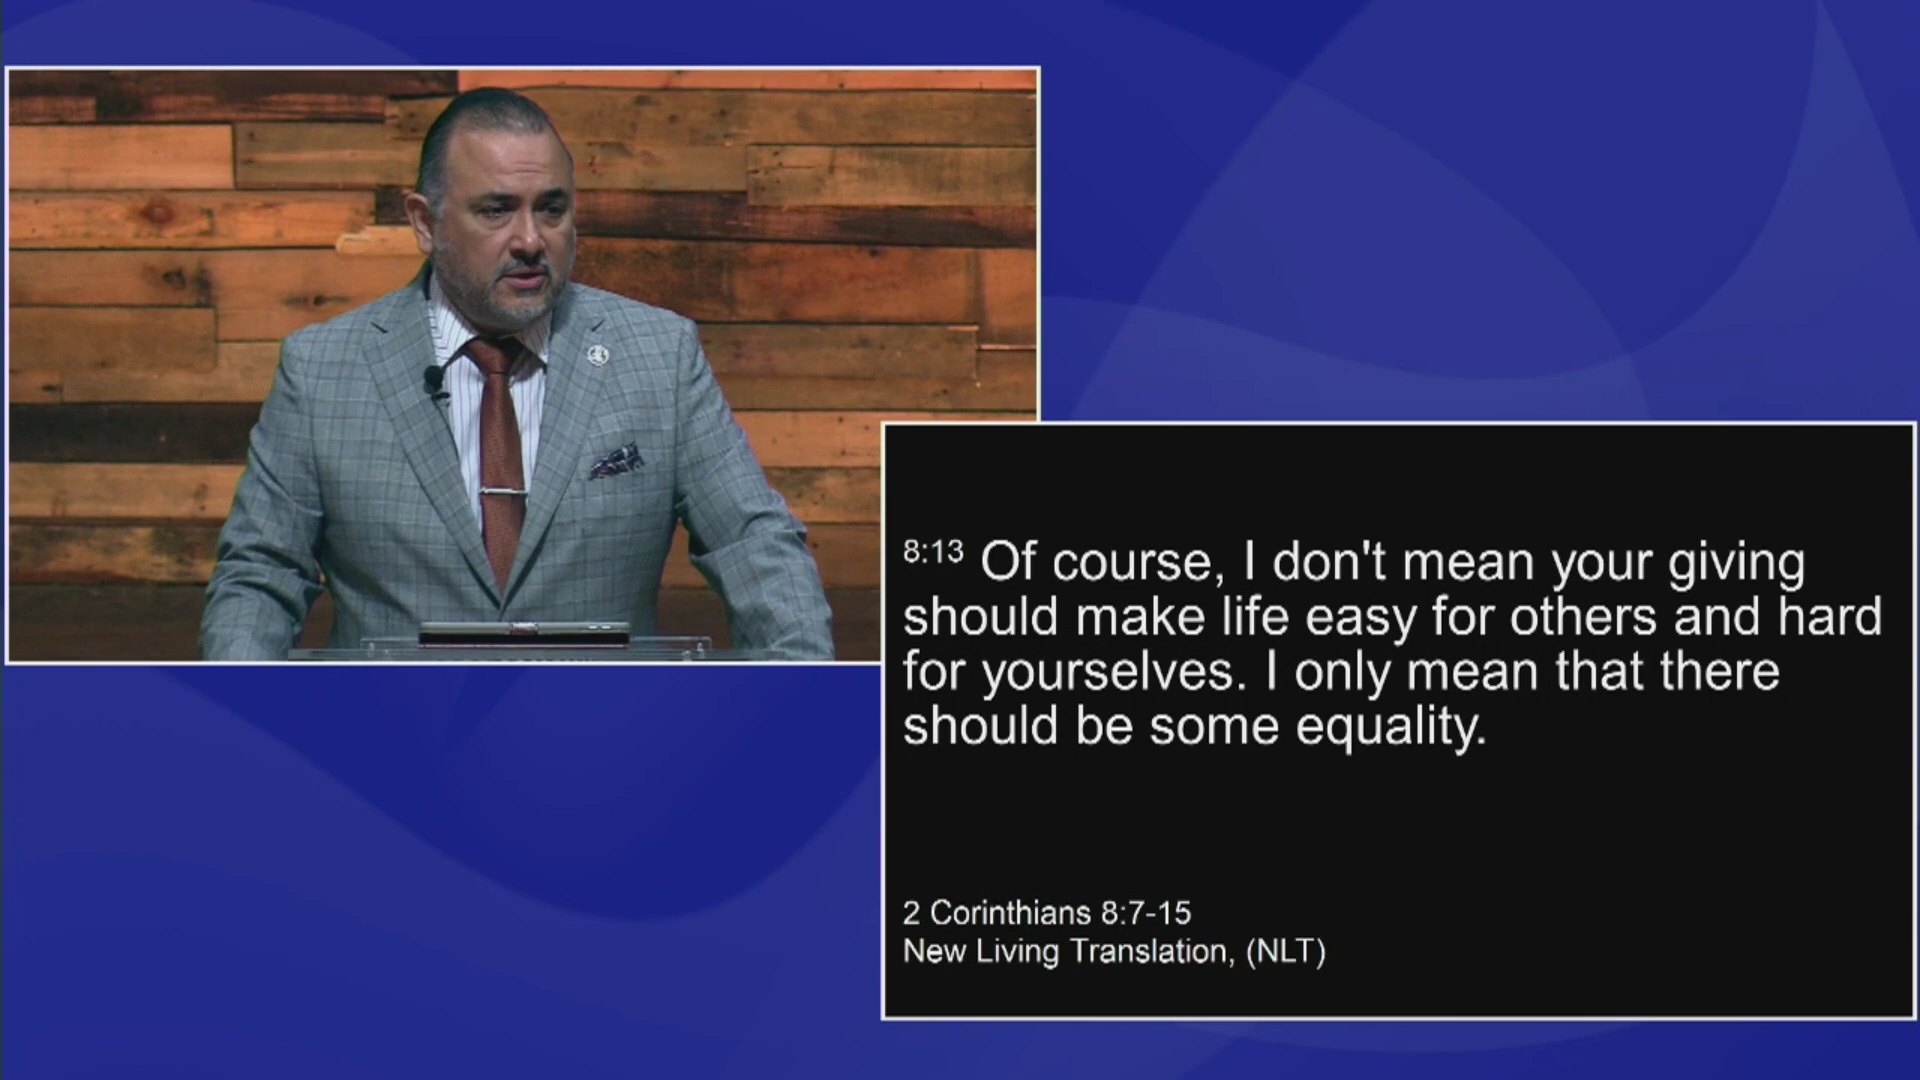 8:13 Of course, I don't mean your giving
should make life easy for others and hard
for yourselves. I only mean that there
should be some equality.
2 Corinthians 8:7-15
New Living Translation, (NLT)